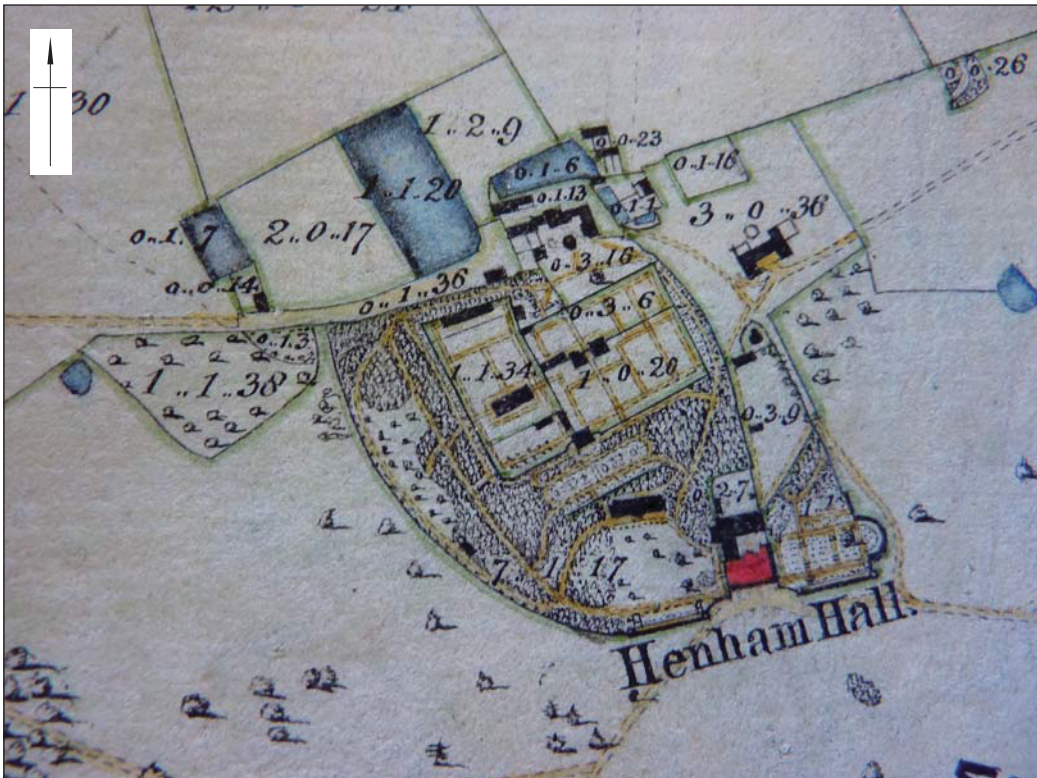 1 30
1 .. 2 .. 9
0 .. 26
0 .. 0 .. 23
0 .. 1 .. 6
0 .. 1 .. 16
1 .. 1 .. 20
0 .. 1 .. 13
0 .. 1 .. 1
3 .. 0 .. 36
0 .. 1 .. 7
2 .. 0 .. 17
0 .. 3 .. 16
0 .. 0 .. 14
0 .. 1 .. 36
0 .. 3 .. 6
0 .. 1 .. 3
1 .. 1 .. 34
1 .. 0 .. 20
1 .. 1 .. 38
0 .. 3 .. 9
0 .. 2 .. 7
7 .. 1 .. 17
Henham Hall.